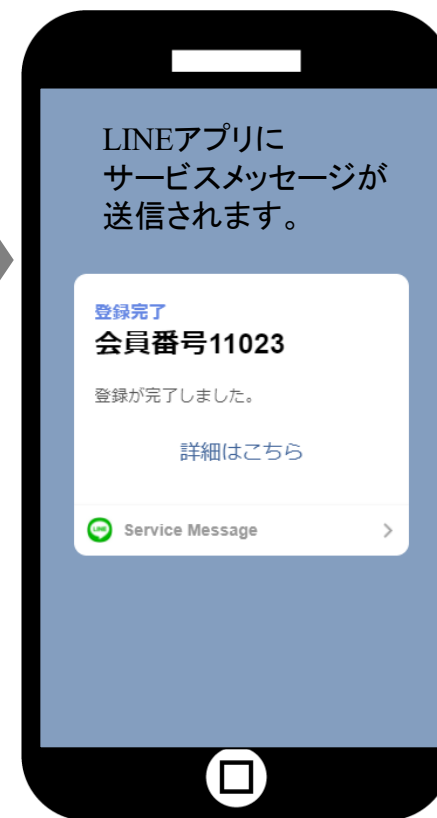 LINEアプリに
サービスメッセージが
送信されます。
登録完了
会員番号11023
登録が完了しました。
詳細はこちら
LINE Service Message